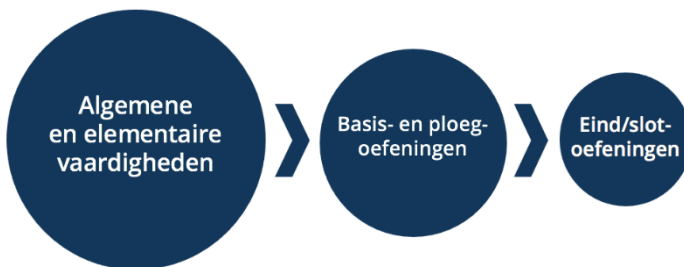 Algemene
en elementaire
vaardigheden
Basis- en ploeg-
oefeningen
Eind/slot-
oefeningen